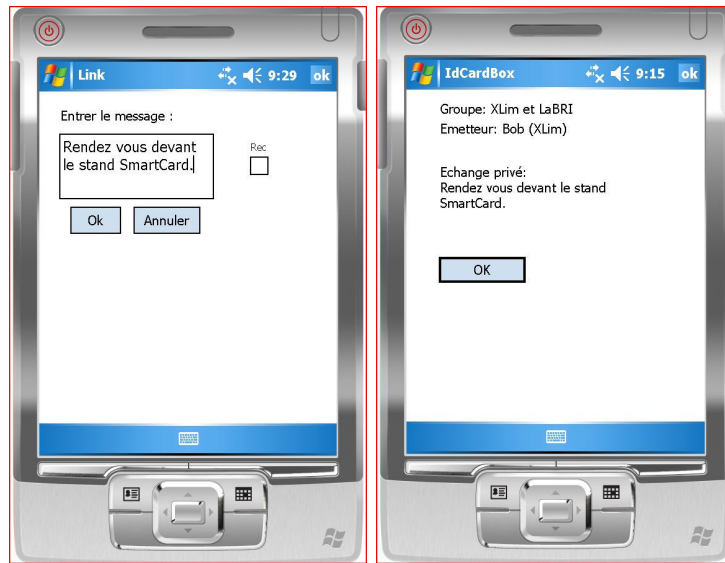 Link
9:29
ok
Entrer le message :
Rendez vous devant
le stand SmartCard.
Rec
Ok
Annuler
IdCardBox
9:15
ok
Groupe: XLim et LaBRI
Emetteur: Bob (XLim)
Echange privé:
Rendez vous devant le stand
SmartCard.
OK